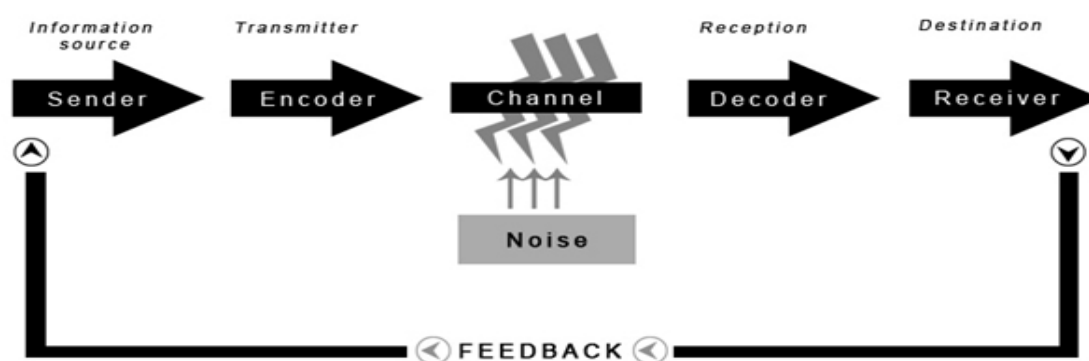 Information
source
Transmitter
Reception
Destination
Sender
Encoder
Channel
Decoder
Receiver
Noise
FEEDBACK